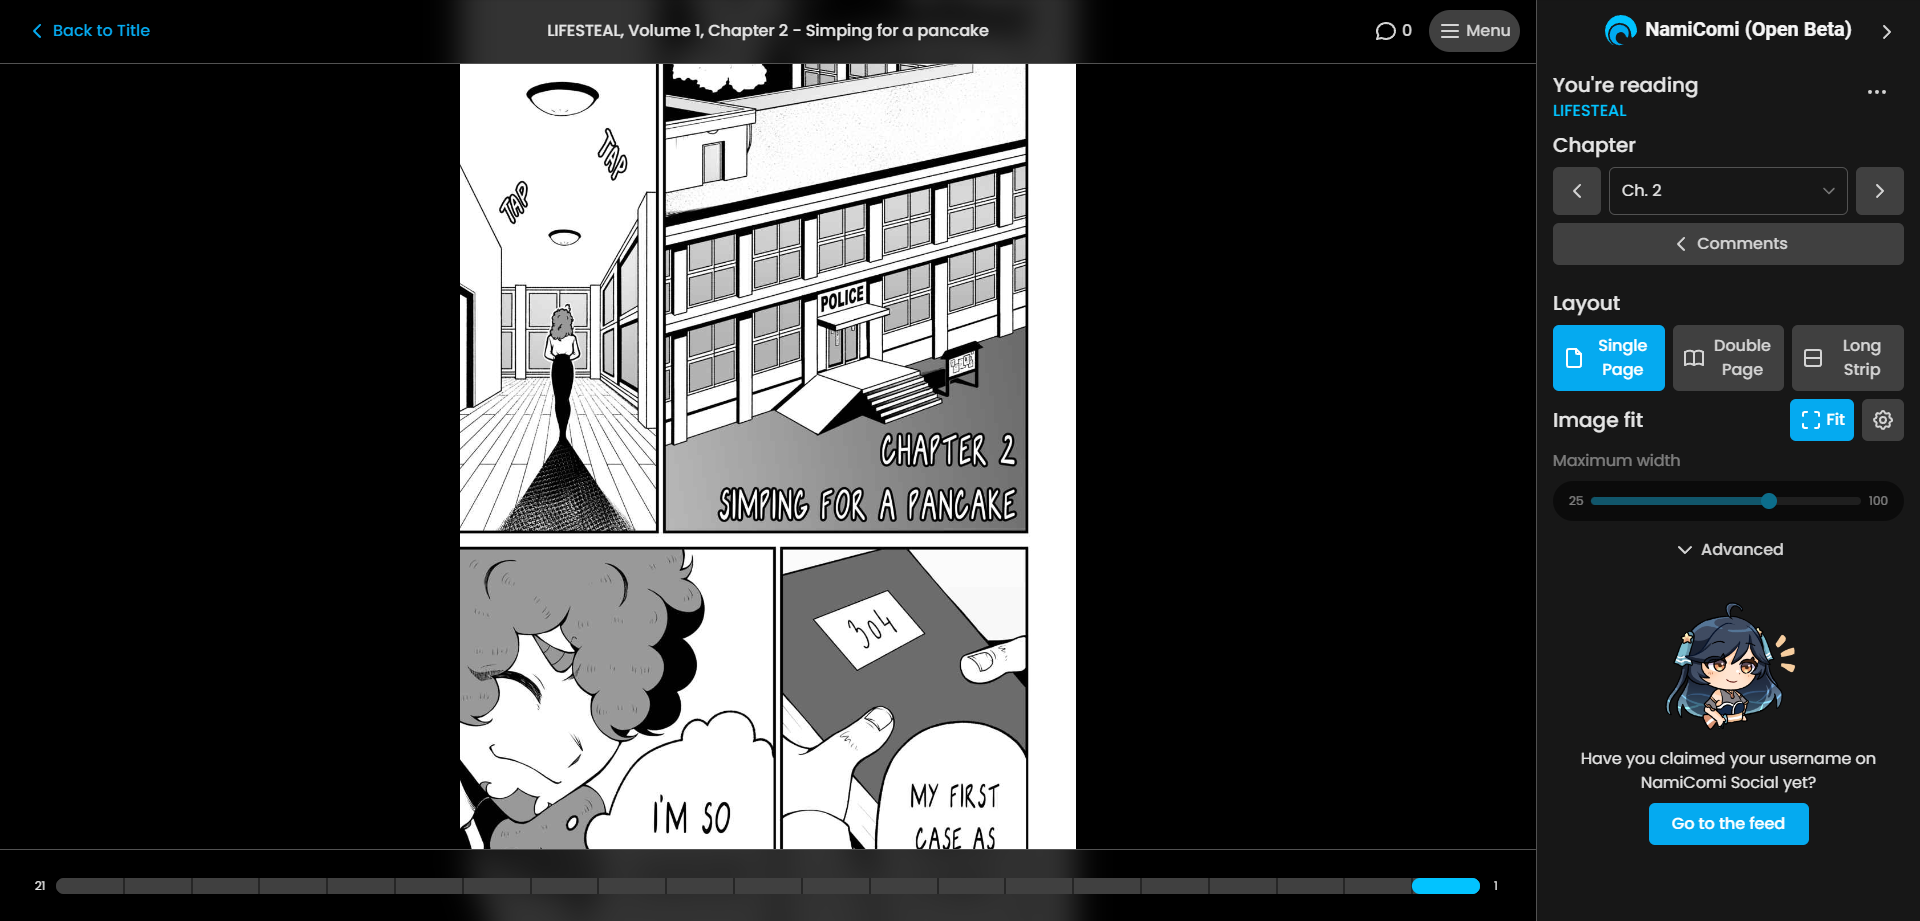 Back to Title
LIFESTEAL, Volume 1, Chapter 2 - Simping for a pancake
0
Menu
TAP
TAP
POLICE
CHAPTER 2
SIMPING FOR A PANCAKE
304
MY FIRST
CASE AS
I'M SO
21
1
NamiComi (Open Beta)
You're reading
LIFESTEAL
Chapter
Ch. 2
Comments
Layout
Single
Page
Double
Page
Long
Strip
Image fit
Fit
Maximum width
25
100
Advanced
Have you claimed your username on
NamiComi Social yet?
Go to the feed